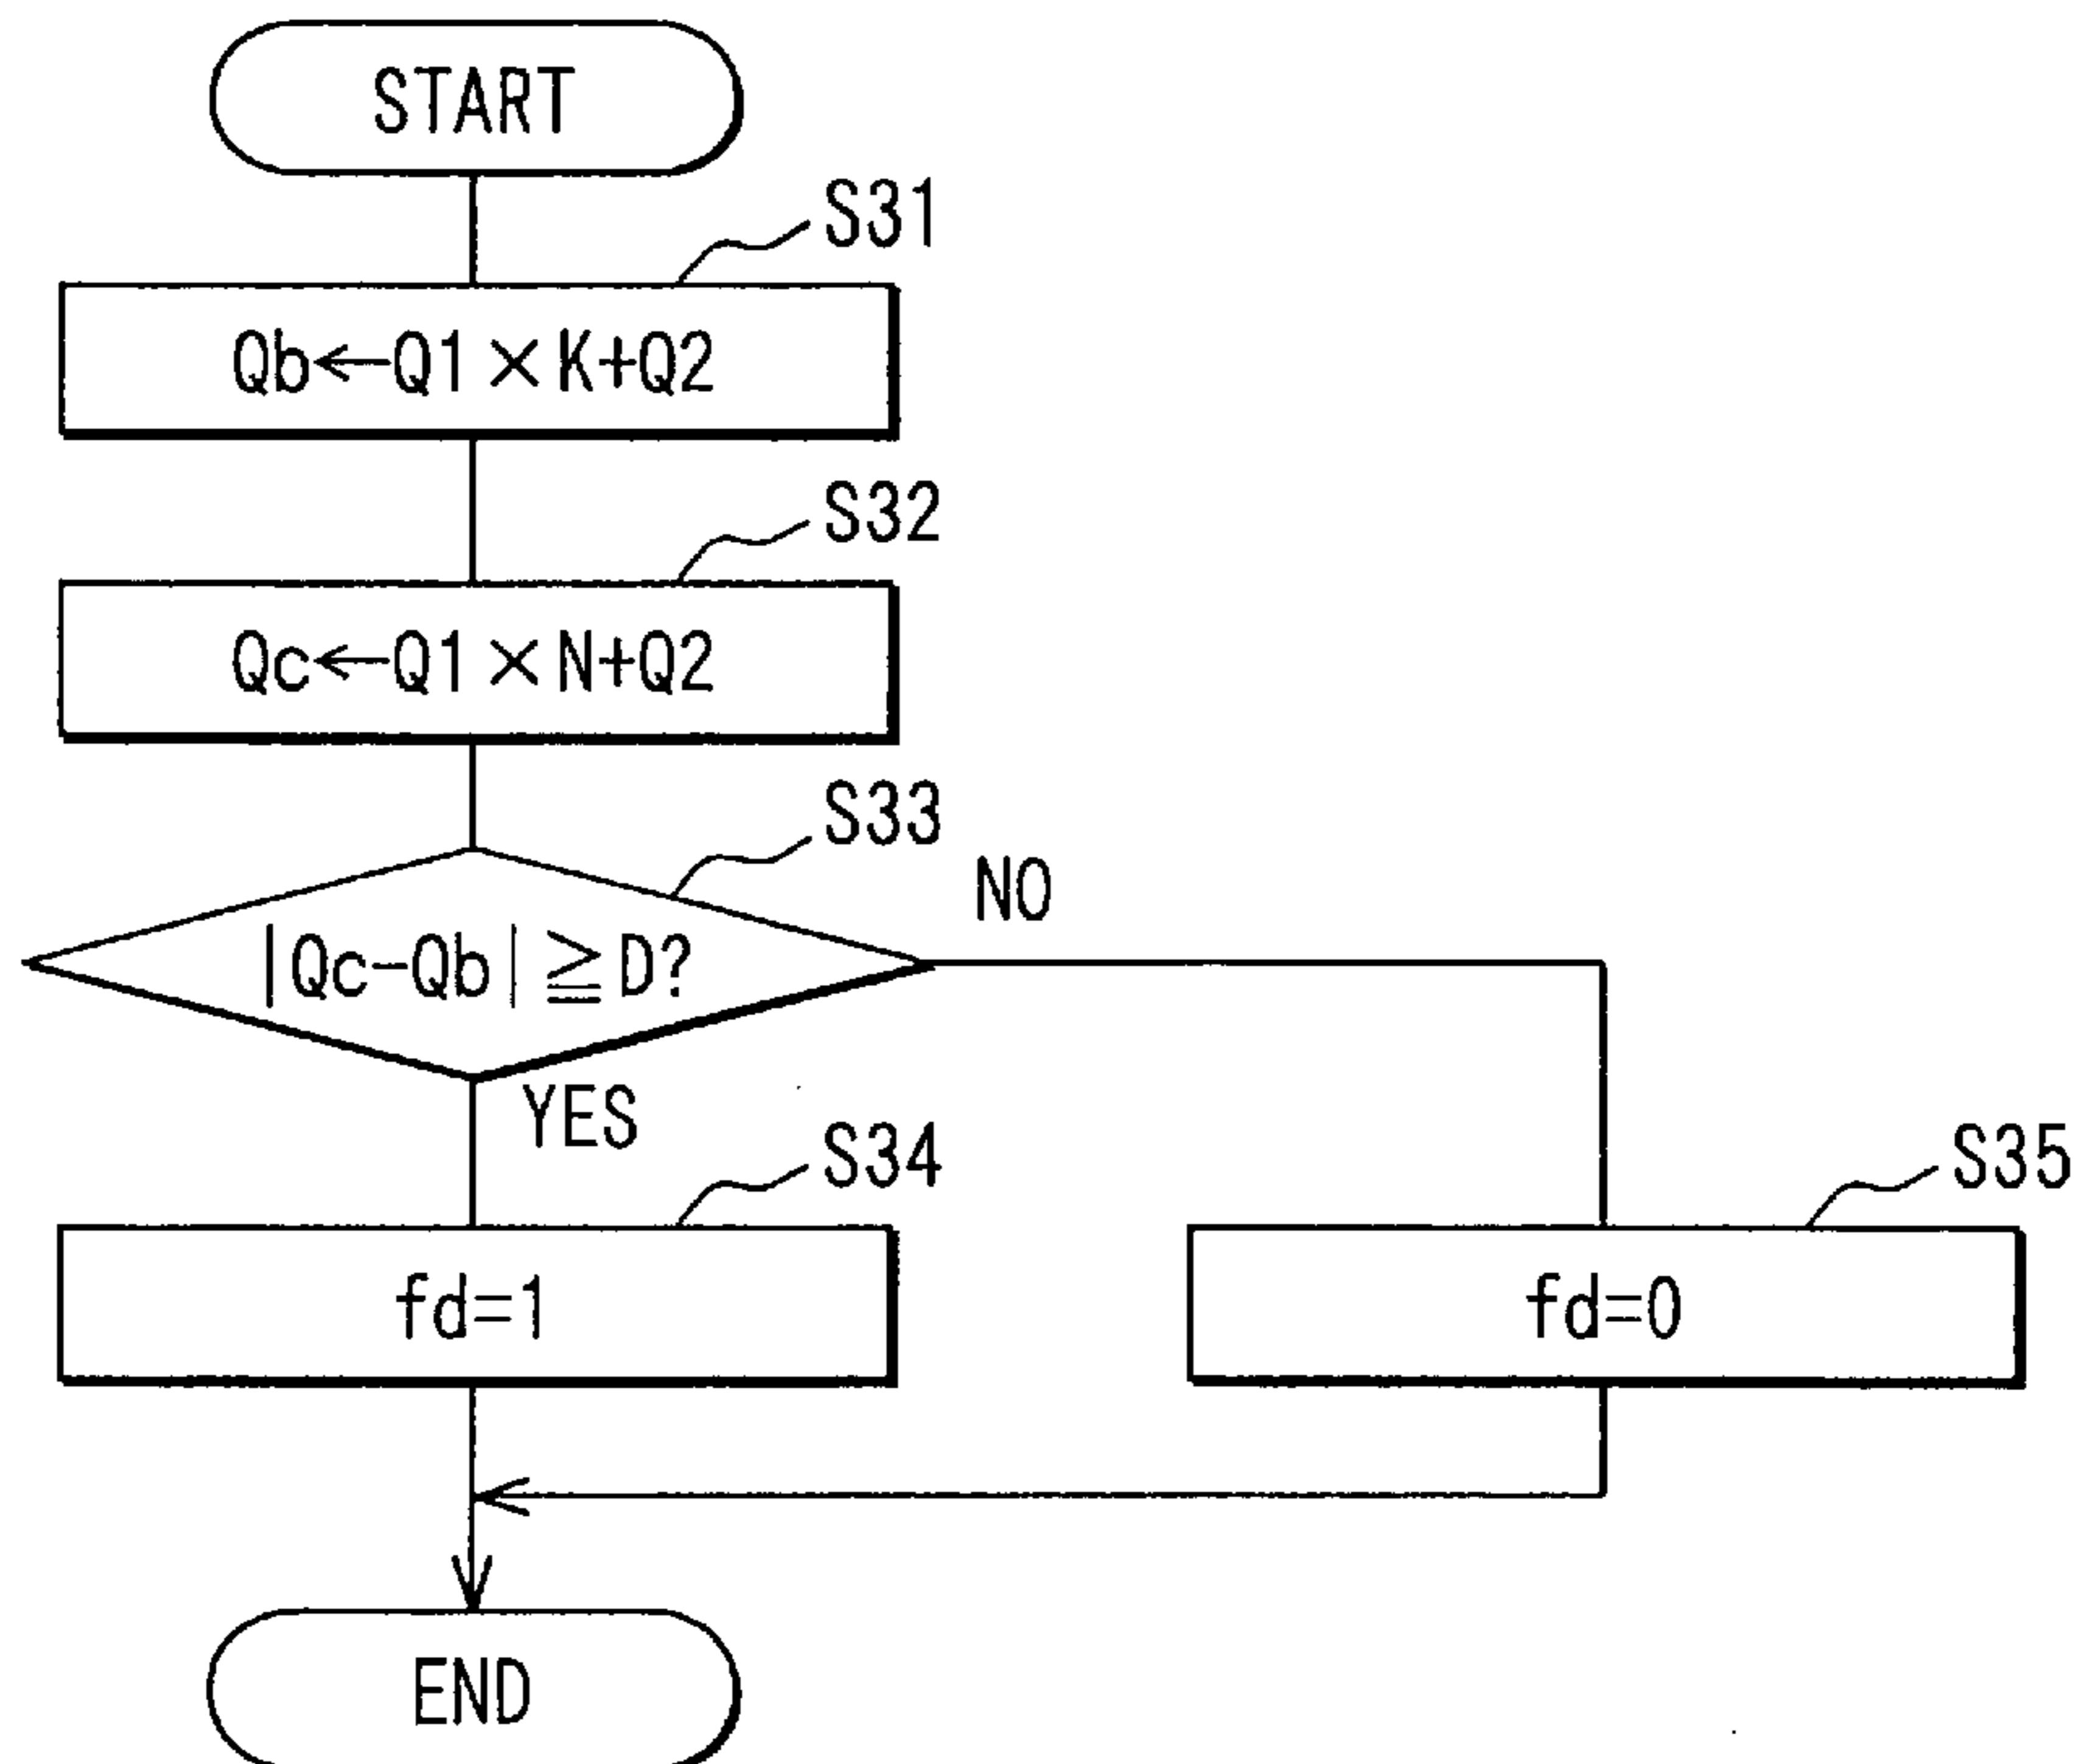 START
S31
Qb←Q1×K+Q2
S32
Qc←Q1×N+Q2
S33
NO
|Qc-Qb|≧D?
YES
S34
S35
fd=1
fd=0
END